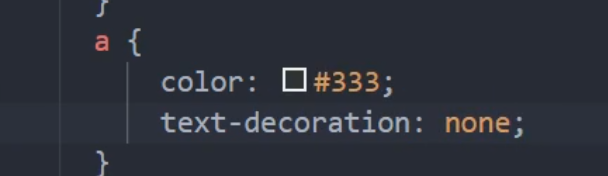 }
a {
color: #333;
text-decoration: none;
}